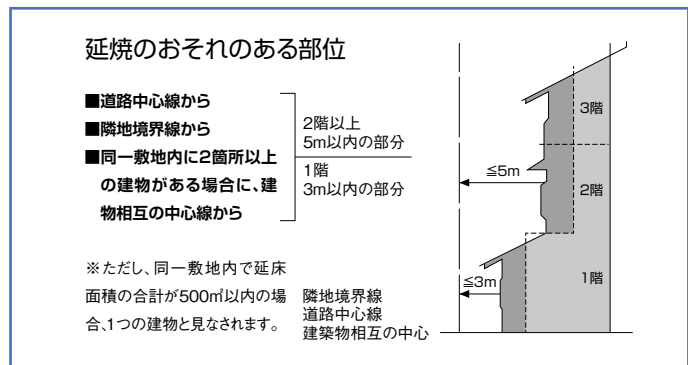 延焼のおそれのある部位
■道路中心線から
■隣地境界線から
■同一敷地内に2箇所以上
の建物がある場合に、建
物相互の中心線から
2階以上
5m以内の部分
1階
3m以内の部分
※ただし、同一敷地内で延床
面積の合計が500㎡以内の場
合、1つの建物と見なされます。
隣地境界線
道路中心線
建築物相互の中心
3階
≦5m
2階
≦3m
1階